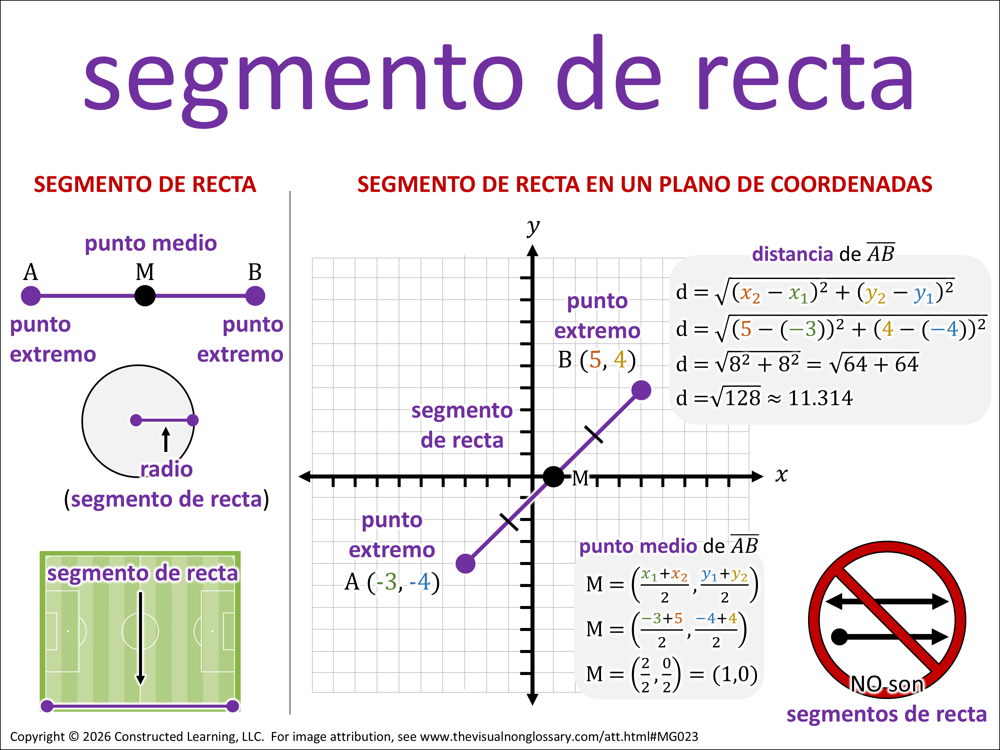 segmento de recta
SEGMENTO DE RECTA
punto medio
A M B
punto punto
extremo extremo
radio
(segmento de recta)
segmento de recta
SEGMENTO DE RECTA EN UN PLANO DE COORDENADAS
y
x
punto
extremo
B (5, 4)
segmento
de recta
M
punto
extremo
A (-3, -4)
distancia de \overline{AB}
d = √((x₂ − x₁)² + (y₂ − y₁)²)
d = √((5 − (−3))² + (4 − (−4))²)
d = √(8² + 8²) = √(64 + 64)
d =√128 ≈ 11.314
punto medio de \overline{AB}
M = ((x₁+x₂)/2, (y₁+y₂)/2)
M = ((−3+5)/2, (−4+4)/2)
M = (2/2, 0/2) = (1,0)
NO son
segmentos de recta
Copyright © 2026 Constructed Learning, LLC. For image attribution, see www.thevisualnonglossary.com/att.html#MG023